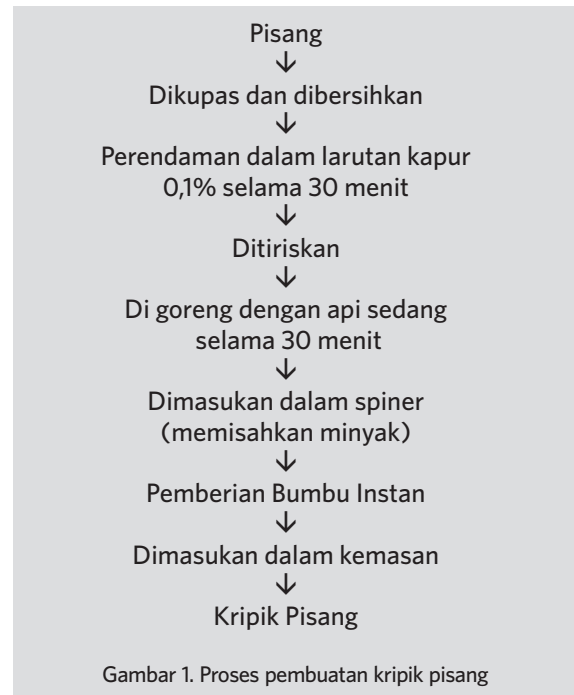 Pisang
↓
Dikupas dan dibersihkan
↓
Perendaman dalam larutan kapur
0,1% selama 30 menit
↓
Ditiriskan
↓
Di goreng dengan api sedang
selama 30 menit
↓
Dimasukan dalam spiner
(memisahkan minyak)
↓
Pemberian Bumbu Instan
↓
Dimasukan dalam kemasan
↓
Kripik Pisang
Gambar 1. Proses pembuatan kripik pisang